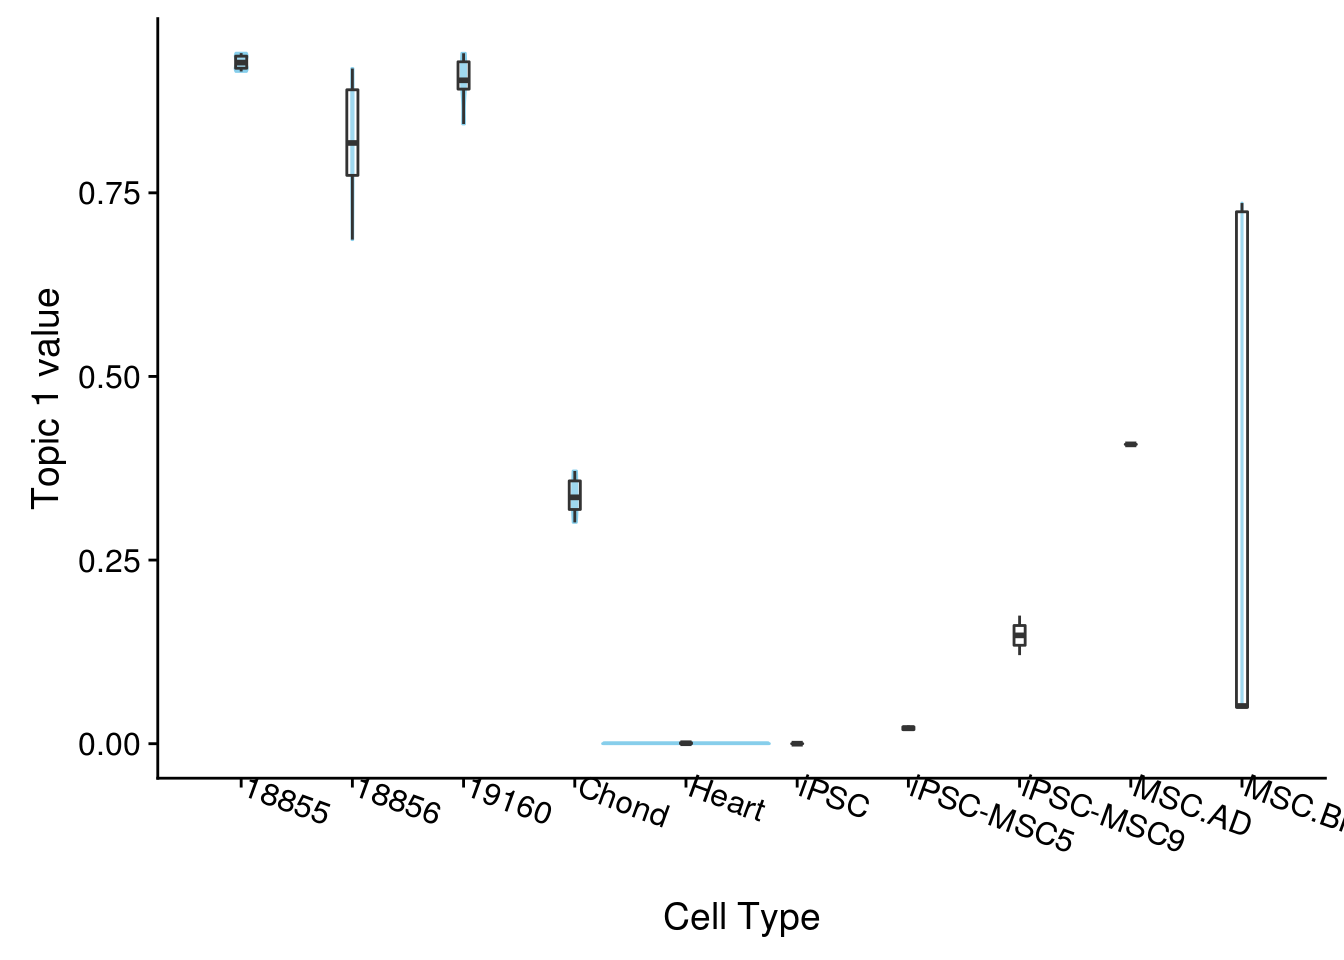 Topic 1 value
0.75
0.50
0.25
0.00
18855
18856
19160
Chond
Heart
iPSC
iPSC-MSC5
iPSC-MSC9
MSC.AD
Cell Type